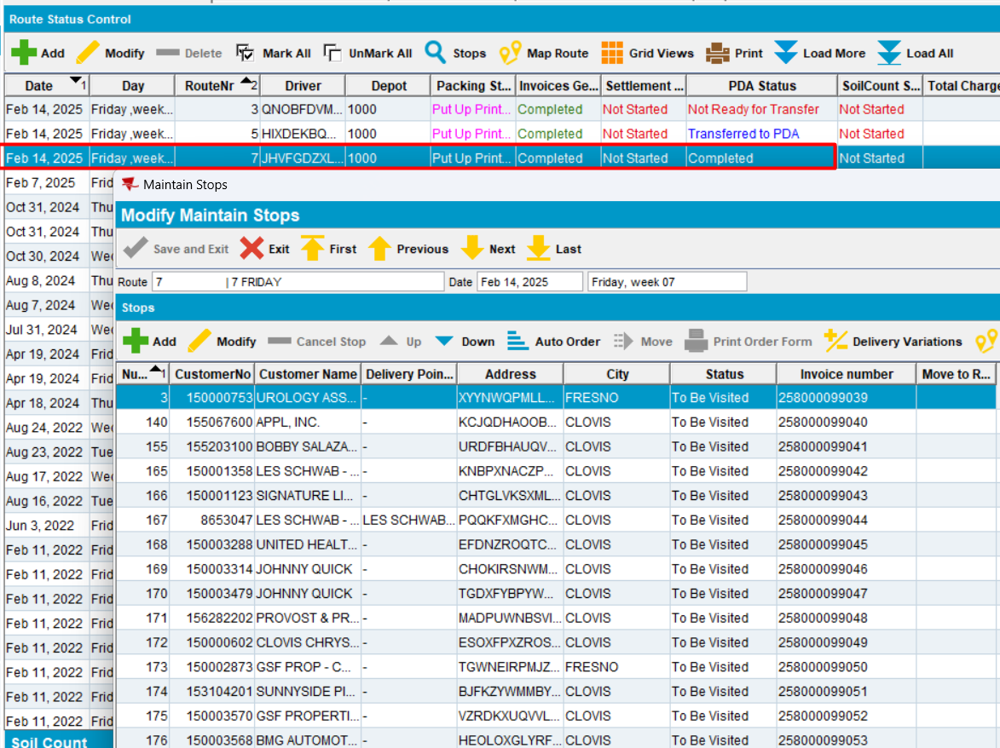 Route Status Control
Add Modify Delete Mark All UnMark All Stops Map Route Grid Views Print Load More Load All
Date 1 Day RouteNr 2 Driver Depot Packing St... Invoices Ge... Settlement ... PDA Status SoilCount S... Total Charge
Feb 14, 2025 Friday ,week... 3 QNOBFDVM... 1000 Put Up Print... Completed Not Started Not Ready for Transfer Not Started
Feb 14, 2025 Friday ,week... 5 HIXDEKBQ... 1000 Put Up Print... Completed Not Started Transferred to PDA Not Started
Feb 14, 2025 Friday ,week... 7 JHVFGDZXL... 1000 Put Up Print... Completed Not Started Completed Not Started
Feb 7, 2025 Frid
Oct 31, 2024 Thu
Oct 31, 2024 Thu
Oct 30, 2024 Wed
Aug 8, 2024 Thu
Aug 7, 2024 Wed
Jul 31, 2024 Wed
Apr 19, 2024 Frid
Apr 19, 2024 Frid
Apr 18, 2024 Thu
Aug 24, 2022 Wed
Aug 23, 2022 Tue
Aug 17, 2022 Wed
Aug 16, 2022 Tue
Jun 3, 2022 Frid
Feb 11, 2022 Frid
Feb 11, 2022 Frid
Feb 11, 2022 Frid
Feb 11, 2022 Frid
Feb 11, 2022 Frid
Feb 11, 2022 Frid
Feb 11, 2022 Frid
Feb 11, 2022 Frid
Soil Count
Maintain Stops
Modify Maintain Stops
Save and Exit Exit First Previous Next Last
Route 7 | 7 FRIDAY Date Feb 14, 2025 Friday, week 07
Stops
Add Modify Cancel Stop Up Down Auto Order Move Print Order Form Delivery Variations
Nu... 1 CustomerNo Customer Name Delivery Poin... Address City Status Invoice number Move to R...
3 150000753 UROLOGY ASS... - XYYNWQPMLL... FRESNO To Be Visited 258000099039
140 155067600 APPL, INC. - KCJQDHAOOB... CLOVIS To Be Visited 258000099040
155 155203100 BOBBY SALAZA... - URDFBHAUQV... CLOVIS To Be Visited 258000099041
165 150001358 LES SCHWAB - ... - KNBPXNACZP... CLOVIS To Be Visited 258000099042
166 150001123 SIGNATURE LI... - CHTGLVKSXML... CLOVIS To Be Visited 258000099043
167 8653047 LES SCHWAB - ... LES SCHWAB... PQQKFXMGHC... CLOVIS To Be Visited 258000099044
168 150003288 UNITED HEALT... - EFDNZROQTC... CLOVIS To Be Visited 258000099045
169 150003314 JOHNNY QUICK - CHOKIRSNWM... CLOVIS To Be Visited 258000099046
170 150003479 JOHNNY QUICK - TGDXFYBPYW... CLOVIS To Be Visited 258000099047
171 156282202 PROVOST & PR... - MADPUWNBSVI... CLOVIS To Be Visited 258000099048
172 150000602 CLOVIS CHRYS... - ESOXFPXZROS... CLOVIS To Be Visited 258000099049
173 150002873 GSF PROP - C... - TGWNEIRPMJZ... FRESNO To Be Visited 258000099050
174 153104201 SUNNYSIDE PI... - BJFKZYWMMBY... CLOVIS To Be Visited 258000099051
175 150003570 GSF PROPERTI... - VZRDKXUQVVL... CLOVIS To Be Visited 258000099052
176 150003568 BMG AUTOMOT... - HEOLOXGLYRF... CLOVIS To Be Visited 258000099053